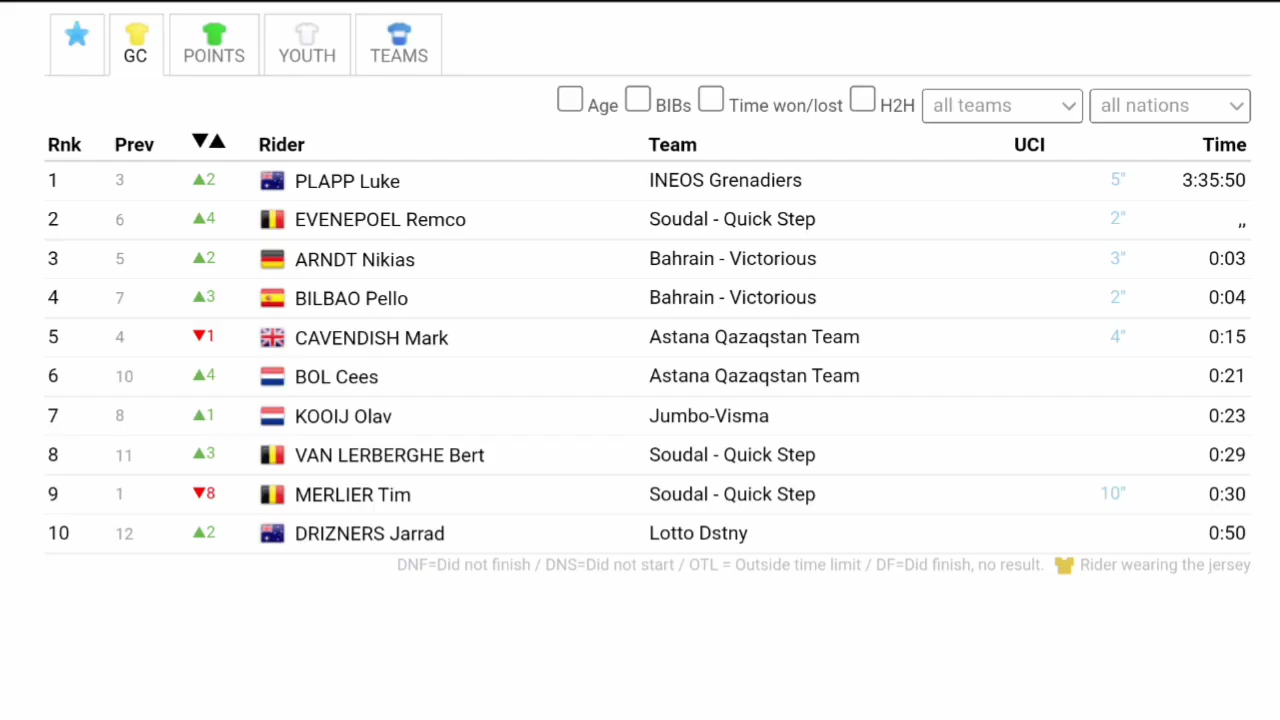 GC POINTS YOUTH TEAMS
Age BIBs Time won/lost H2H all teams all nations
Rnk Prev ▼▲ Rider Team UCI Time
1 3 ▲2 PLAPP Luke INEOS Grenadiers 5" 3:35:50
2 6 ▲4 EVENEPOEL Remco Soudal - Quick Step 2" ,,
3 5 ▲2 ARNDT Nikias Bahrain - Victorious 3" 0:03
4 7 ▲3 BILBAO Pello Bahrain - Victorious 2" 0:04
5 4 ▼1 CAVENDISH Mark Astana Qazaqstan Team 4" 0:15
6 10 ▲4 BOL Cees Astana Qazaqstan Team 0:21
7 8 ▲1 KOOIJ Olav Jumbo-Visma 0:23
8 11 ▲3 VAN LERBERGHE Bert Soudal - Quick Step 0:29
9 1 ▼8 MERLIER Tim Soudal - Quick Step 10" 0:30
10 12 ▲2 DRIZNERS Jarrad Lotto Dstny 0:50
DNF=Did not finish / DNS=Did not start / OTL = Outside time limit / DF=Did finish, no result. Rider wearing the jersey